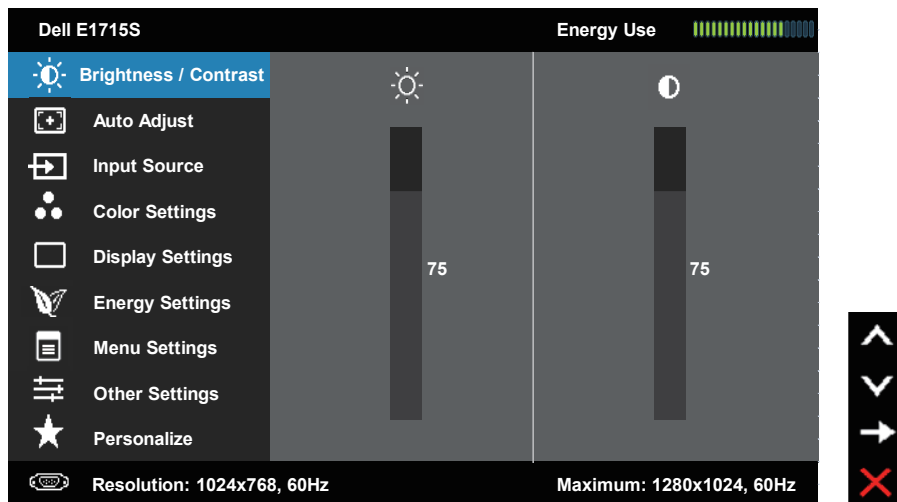 Dell E1715S
Energy Use
Brightness / Contrast
Auto Adjust
Input Source
Color Settings
Display Settings
Energy Settings
Menu Settings
Other Settings
Personalize
75
75
Resolution: 1024x768, 60Hz
Maximum: 1280x1024, 60Hz